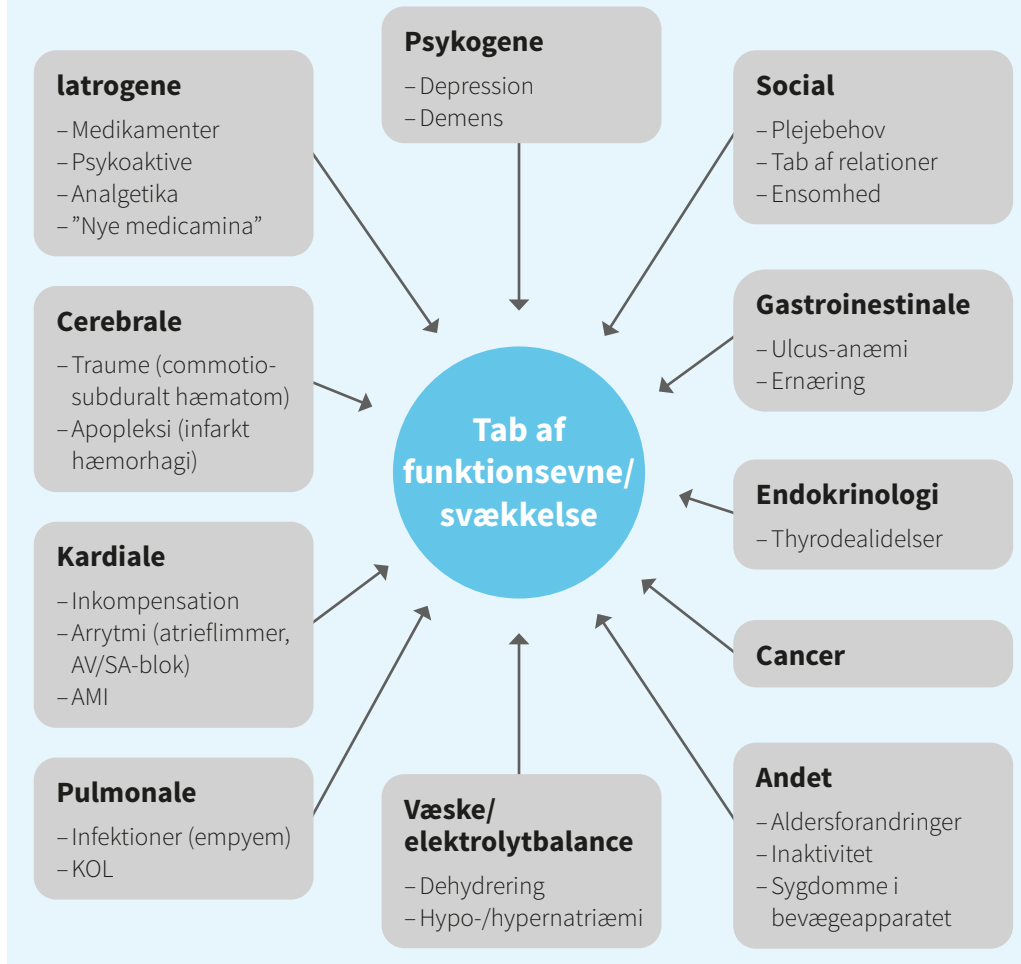 Psykogene
– Depression
– Demens
Iatrogene
– Medikamenter
– Psykoaktive
– Analgetika
– ”Nye medicamina”
Social
– Plejebehov
– Tab af relationer
– Ensomhed
Cerebrale
– Traume (commotio-
subduralt hæmatom)
– Apopleksi (infarkt
hæmorhagi)
Gastroinestinale
– Ulcus-anæmi
– Ernæring
Tab af
funktionsevne/
svækkelse
Endokrinologi
– Thyrodealidelser
Kardiale
– Inkompensation
– Arrytmi (atrieflimmer,
AV/SA-blok)
– AMI
Cancer
Pulmonale
– Infektioner (empyem)
– KOL
Væske/
elektrolytbalance
– Dehydrering
– Hypo-/hypernatriæmi
Andet
– Aldersforandringer
– Inaktivitet
– Sygdomme i
bevægeapparatet